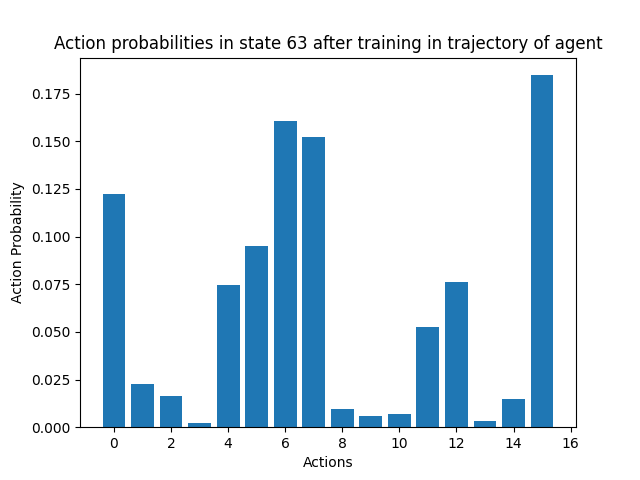 Action probabilities in state 63 after training in trajectory of agent
0.175
0.150
0.125
0.100
0.075
0.050
0.025
0.000
Action Probability
0 2 4 6 8 10 12 14 16
Actions